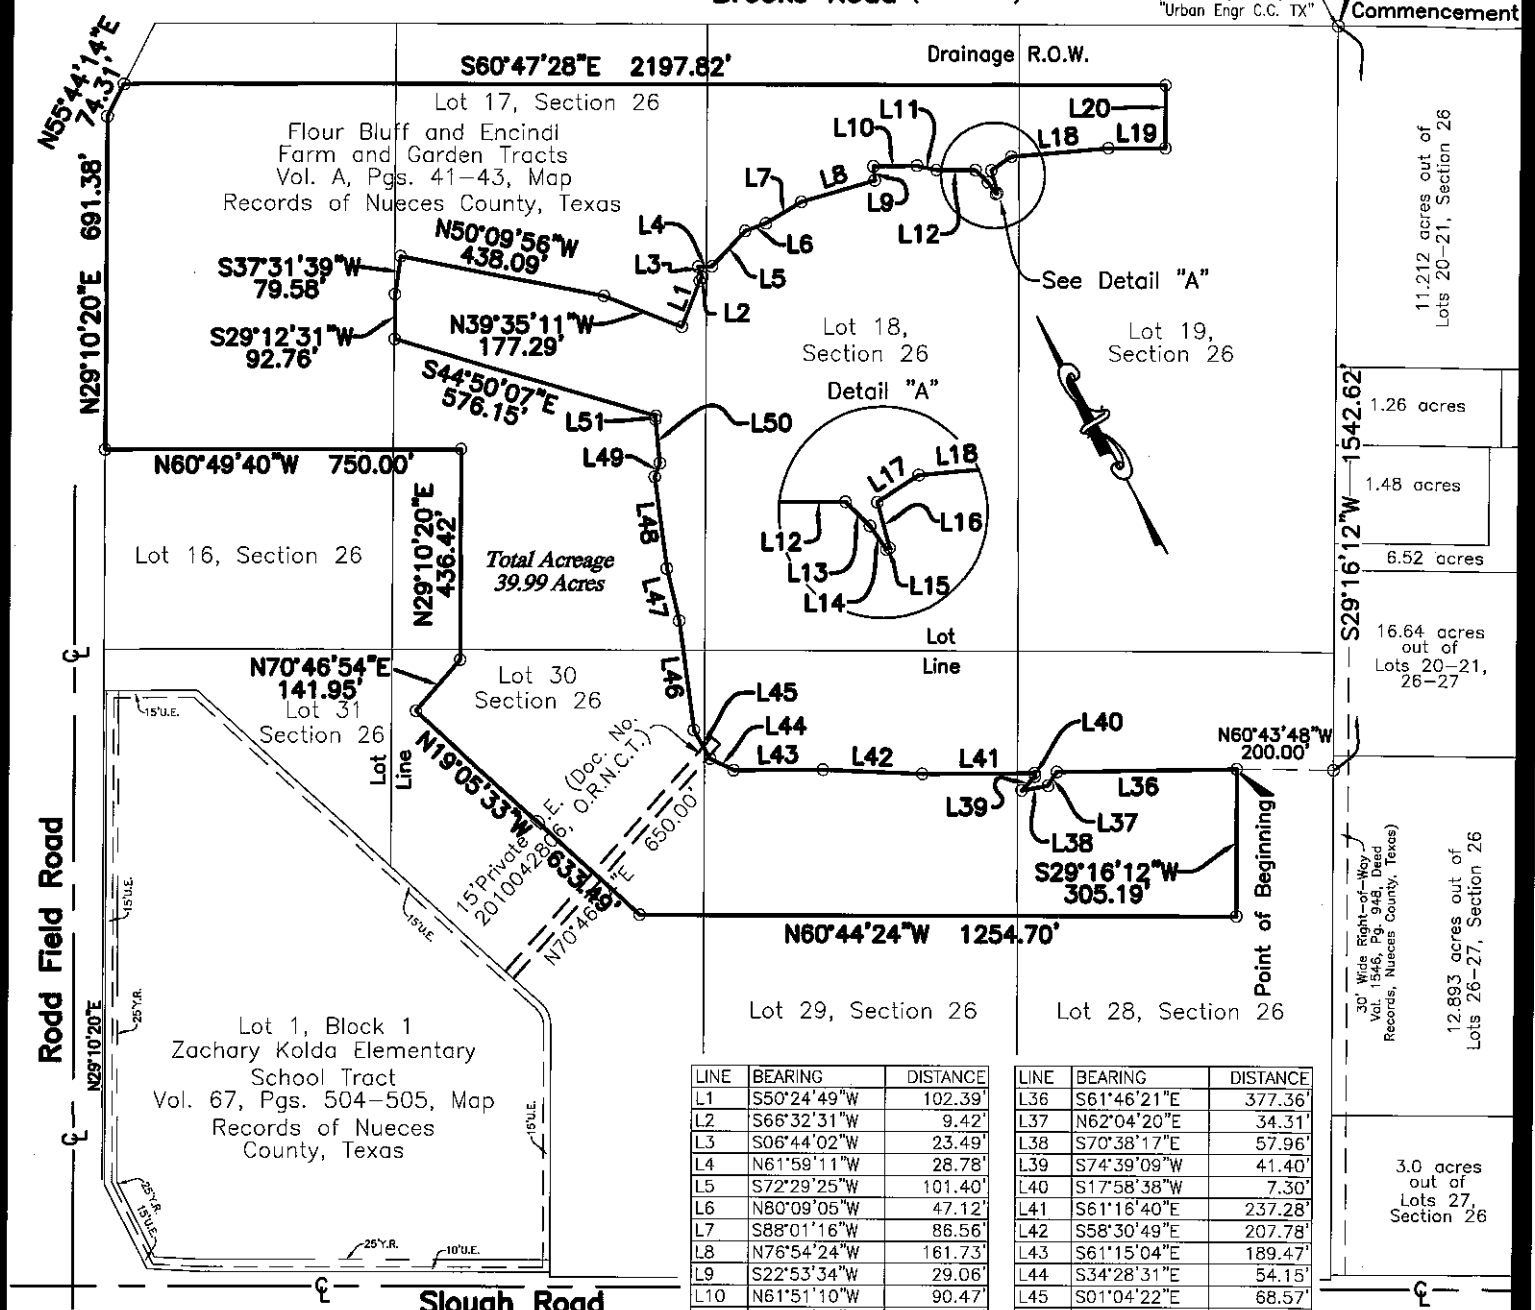 "Urban Engr C.C. TX"
Commencement
N55°44'14"E
74.31'
S60°47'28"E 2197.82'
Drainage R.O.W.
Lot 17, Section 26
Flour Bluff and Encindl
Farm and Garden Tracts
Vol. A, Pgs. 41-43, Map
Records of Nueces County, Texas
L11
L10
L20
L18
L19
L7
L8
L9
L12
L4
L6
L3
L5
L1
L2
See Detail "A"
N50°09'56"W
438.09'
S37°31'39"W
79.58'
N39°35'11"W
177.29'
S29°12'31"W
92.76'
S44°50'07"E
576.15'
N29°10'20"E 691.38'
Lot 18,
Section 26
Lot 19,
Section 26
Detail "A"
L17
L18
L16
L12
L13
L14
L15
11.212 acres out of
Lots 20-21, Section 26
1.26 acres
1.48 acres
6.52 acres
16.64 acres
out of
Lots 20-21,
26-27
S29°16'12"W 1542.62'
L51
L50
L49
L48
L47
L46
N60°49'40"W 750.00'
N29°10'20"E
436.42'
Lot 16, Section 26
Total Acreage
39.99 Acres
Lot
Line
N70°46'54"E
141.95'
Lot 30
Section 26
Lot 31
Section 26
Lot
Line
15'U.E.
L45
L44
L43
L42
L41
L40
L39
L38
L37
L36
N60°43'48"W
200.00'
N19°05'33"W 633.49'
650.00'
S29°16'12"W
305.19'
N60°44'24"W 1254.70'
Point of Beginning
30' Wide Right-of-Way
Vol. 1546, Pg. 948, Deed
Records, Nueces County, Texas)
12.893 acres out of
Lots 26-27, Section 26
Rodd Field Road
N29°10'20"E
15'U.E.
25'Y.R.
15'U.E.
Lot 29, Section 26
Lot 28, Section 26
Lot 1, Block 1
Zachary Kolda Elementary
School Tract
Vol. 67, Pgs. 504-505, Map
Records of Nueces
County, Texas
15'U.E.
25'Y.R.
15'U.E.
25'Y.R.
10'U.E.
3.0 acres
out of
Lots 27,
Section 26
LINE BEARING DISTANCE
L1 S50°24'49"W 102.39'
L2 S66°32'31"W 9.42'
L3 S06°44'02"W 23.49'
L4 N61°59'11"W 28.78'
L5 S72°29'25"W 101.40'
L6 N80°09'05"W 47.12'
L7 S88°01'16"W 86.56'
L8 N76°54'24"W 161.73'
L9 S22°53'34"W 29.06'
L10 N61°51'10"W 90.47'
LINE BEARING DISTANCE
L36 S61°46'21"E 377.36'
L37 N62°04'20"E 34.31'
L38 S70°38'17"E 57.96'
L39 S74°39'09"W 41.40'
L40 S17°58'38"W 7.30'
L41 S61°16'40"E 237.28'
L42 S58°30'49"E 207.78'
L43 S61°15'04"E 189.47'
L44 S34°28'31"E 54.15'
L45 S01°04'22"E 68.57'
Slough Road